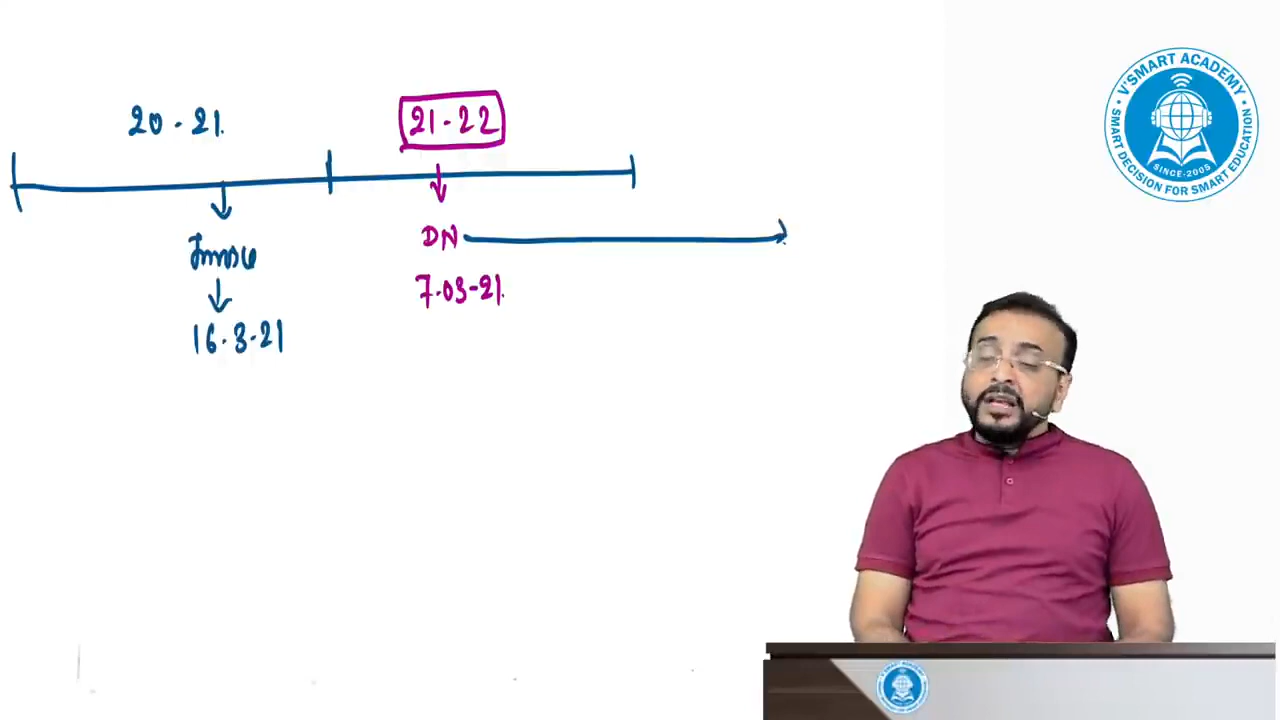 20-21.
21-22
Invoice
DN
7.03-21.
16.3.21
V'SMART ACADEMY
SINCE-2005
SMART DECISION FOR SMART EDUCATION